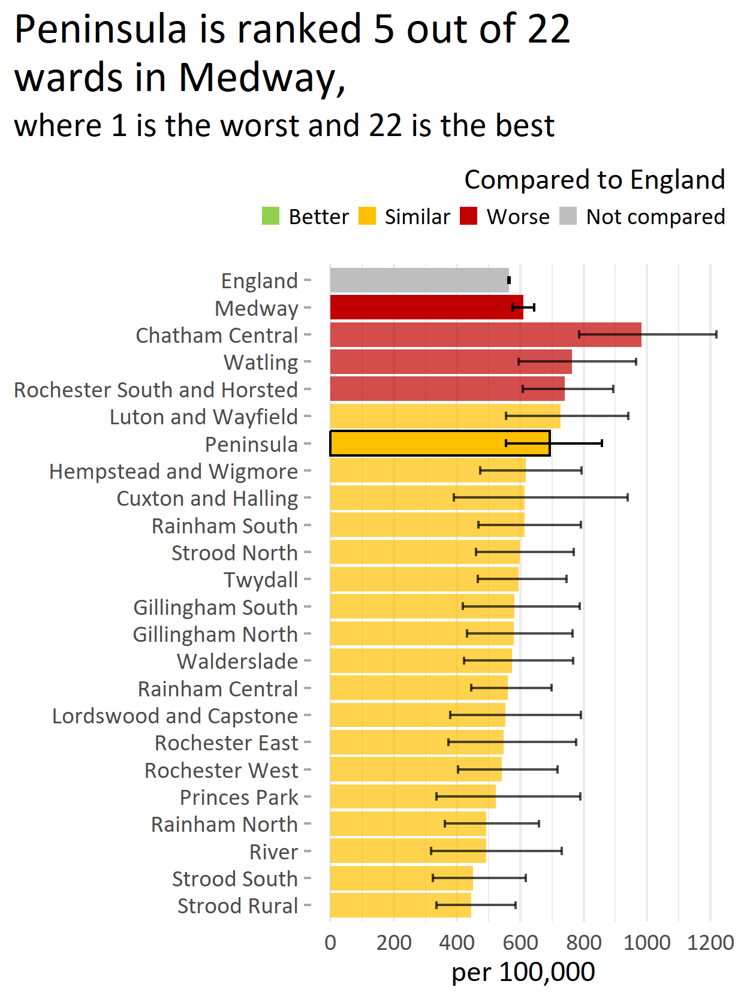 Peninsula is ranked 5 out of 22
wards in Medway,
where 1 is the worst and 22 is the best
Compared to England
Better Similar Worse Not compared
England
Medway
Chatham Central
Watling
Rochester South and Horsted
Luton and Wayfield
Peninsula
Hempstead and Wigmore
Cuxton and Halling
Rainham South
Strood North
Twydall
Gillingham South
Gillingham North
Walderslade
Rainham Central
Lordswood and Capstone
Rochester East
Rochester West
Princes Park
Rainham North
River
Strood South
Strood Rural
0 200 400 600 800 1000 1200
per 100,000